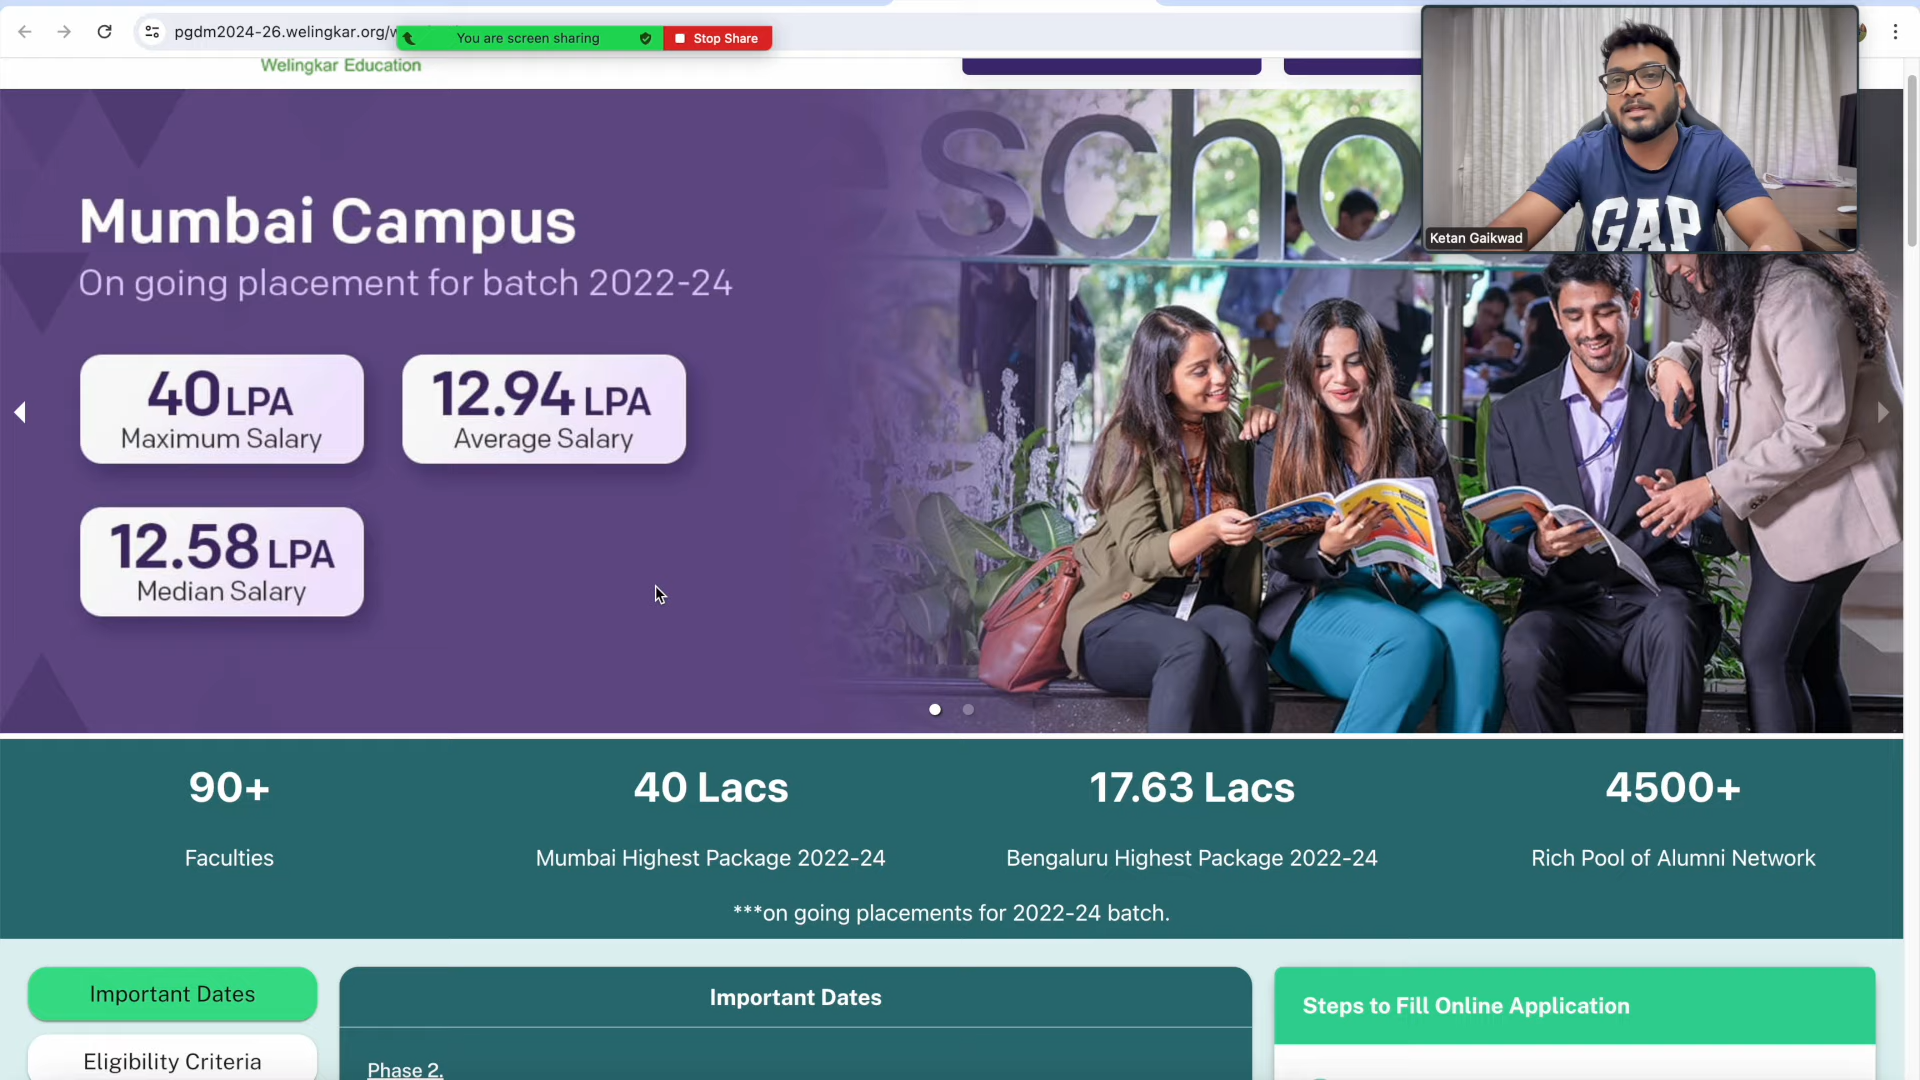 pgdm2024-26.welingkar.org/
You are screen sharing
Stop Share
Welingkar Education
escho
GAP
Ketan Gaikwad
Mumbai Campus
On going placement for batch 2022-24
40 LPA
Maximum Salary
12.94 LPA
Average Salary
12.58 LPA
Median Salary
90+
Faculties
40 Lacs
Mumbai Highest Package 2022-24
17.63 Lacs
Bengaluru Highest Package 2022-24
4500+
Rich Pool of Alumni Network
***on going placements for 2022-24 batch.
Important Dates
Eligibility Criteria
Important Dates
Phase 2.
Steps to Fill Online Application